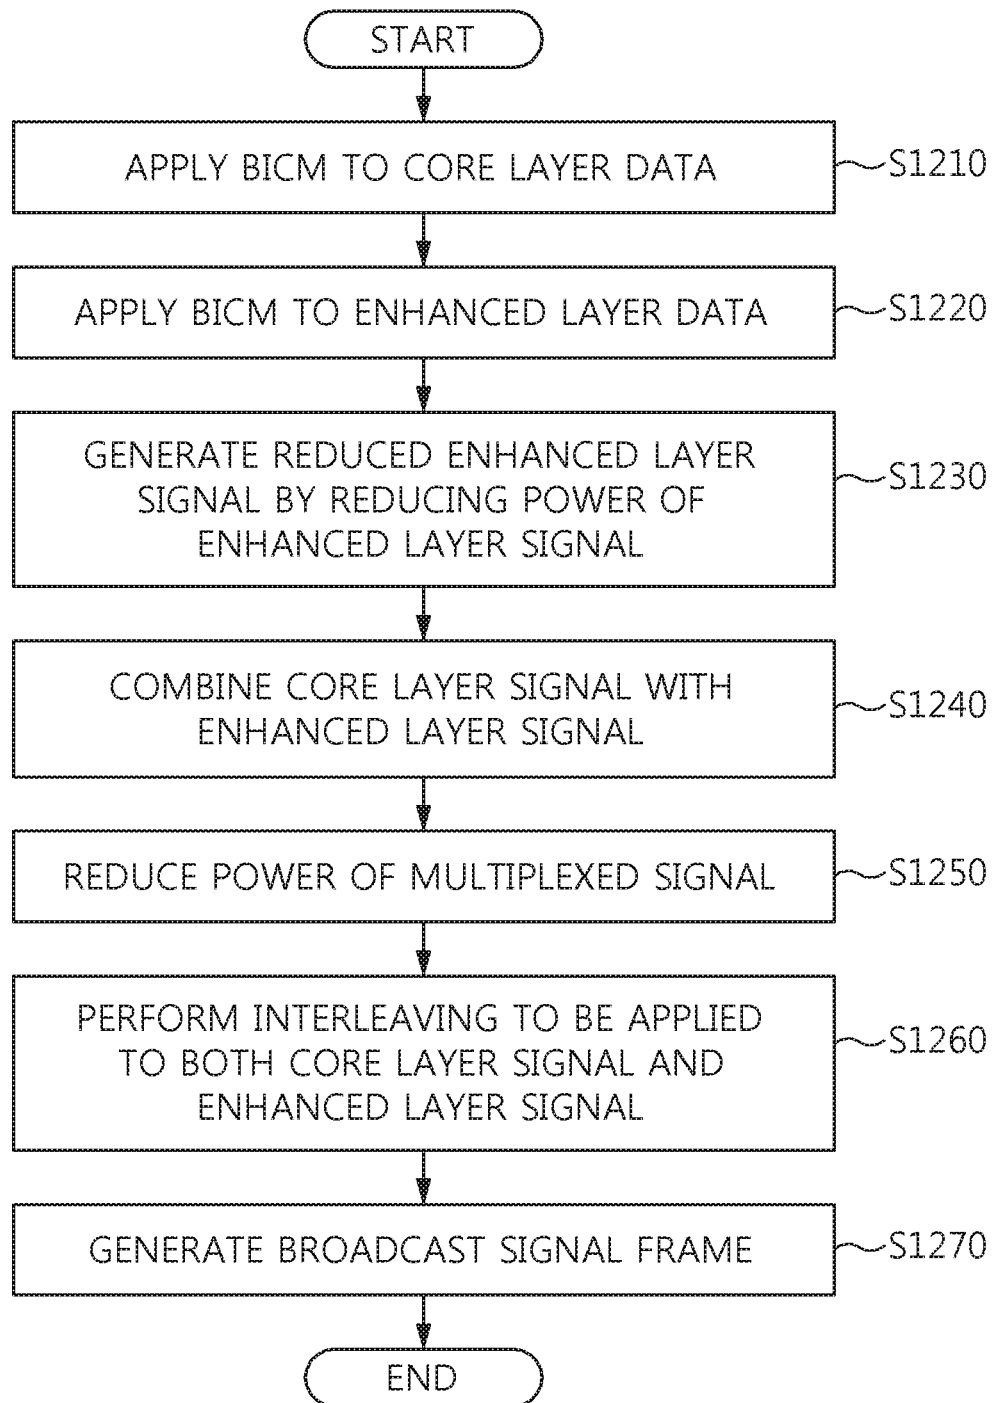 START
APPLY BICM TO CORE LAYER DATA
S1210
APPLY BICM TO ENHANCED LAYER DATA
S1220
GENERATE REDUCED ENHANCED LAYER
SIGNAL BY REDUCING POWER OF
ENHANCED LAYER SIGNAL
S1230
COMBINE CORE LAYER SIGNAL WITH
ENHANCED LAYER SIGNAL
S1240
REDUCE POWER OF MULTIPLEXED SIGNAL
S1250
PERFORM INTERLEAVING TO BE APPLIED
TO BOTH CORE LAYER SIGNAL AND
ENHANCED LAYER SIGNAL
S1260
GENERATE BROADCAST SIGNAL FRAME
S1270
END